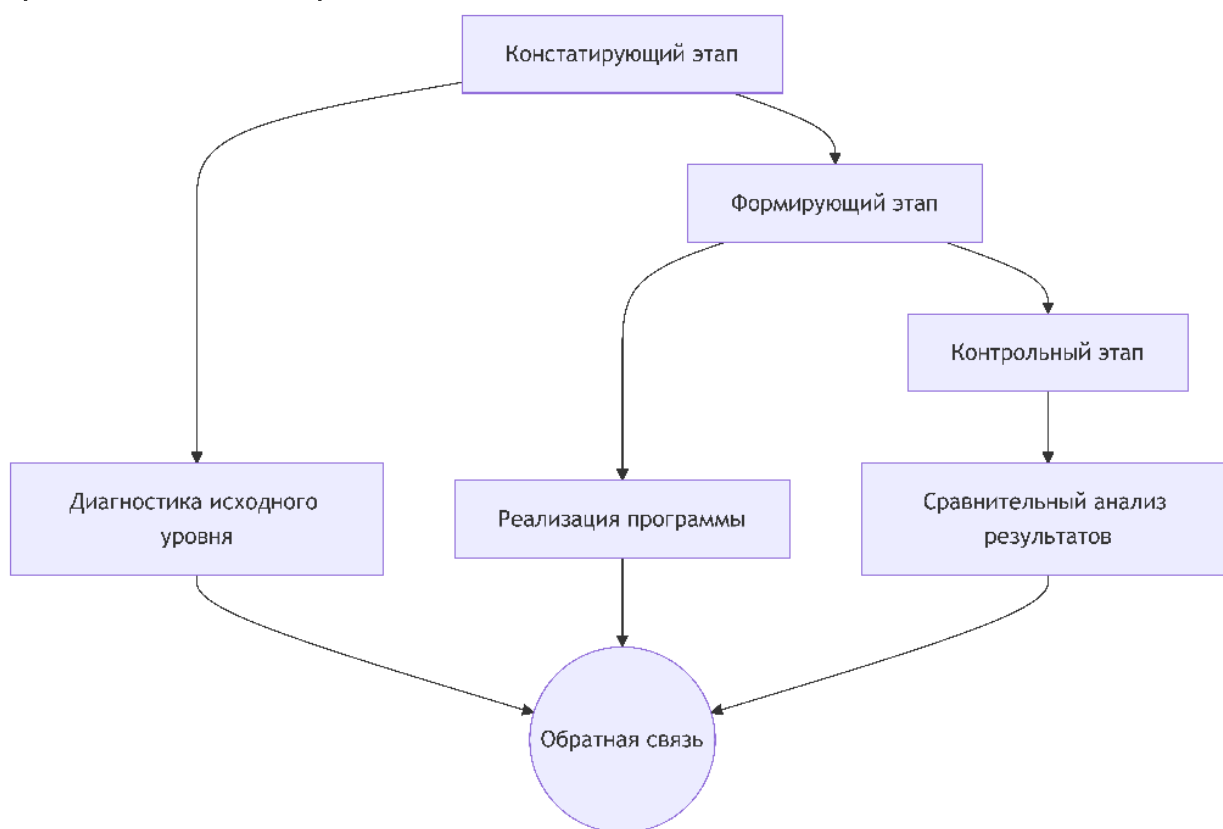 Констатирующий этап
Формирующий этап
Контрольный этап
Диагностика исходного
уровня
Реализация программы
Сравнительный анализ
результатов
Обратная связь